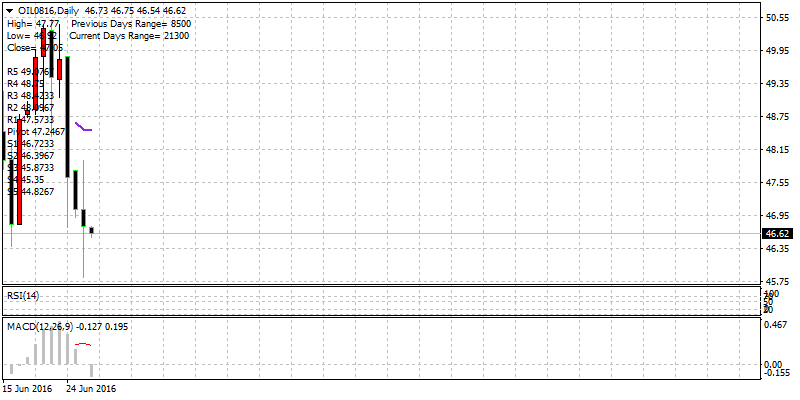 OIL0816,Daily 46.73 46.75 46.54 46.62
High= 47.77 Previous Days Range= 8500
Low= 46.92 Current Days Range= 21300
Close= 47.05
R5 49.0767
R4 48.75
R3 48.4233
R2 48.0967
R1 47.5733
Pivot 47.2467
S1 46.7233
S2 46.3967
S3 45.8733
S4 45.35
S5 44.8267
50.55
49.95
49.35
48.75
48.15
47.55
46.95
46.62
46.35
45.75
RSI(14)
100
50
MACD(12,26,9) -0.127 0.195
0.467
0.00
-0.155
15 Jun 2016 24 Jun 2016